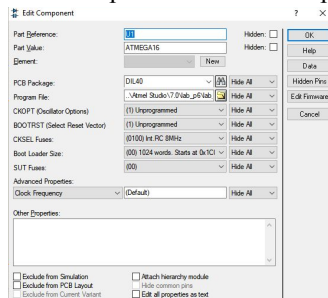 Edit Component ? ×
Part Reference: U1 Hidden:
Part Value: ATMEGA16 Hidden:
Element: New
PCB Package: DIL40 Hide All
Program File: ..\Atmel Studio\7.0\lab_p6\lab Hide All
CKOPT (Oscillator Options) (1) Unprogrammed Hide All
BOOTRST (Select Reset Vector) (1) Unprogrammed Hide All
CKSEL Fuses: (0100) Int.RC 8MHz Hide All
Boot Loader Size: (00) 1024 words. Starts at 0x1C Hide All
SUT Fuses: (00) Hide All
Advanced Properties:
Clock Frequency (Default) Hide All
Other Properties:
Exclude from Simulation Attach hierarchy module
Exclude from PCB Layout Hide common pins
Exclude from Current Variant Edit all properties as text
OK
Help
Data
Hidden Pins
Edit Firmware
Cancel